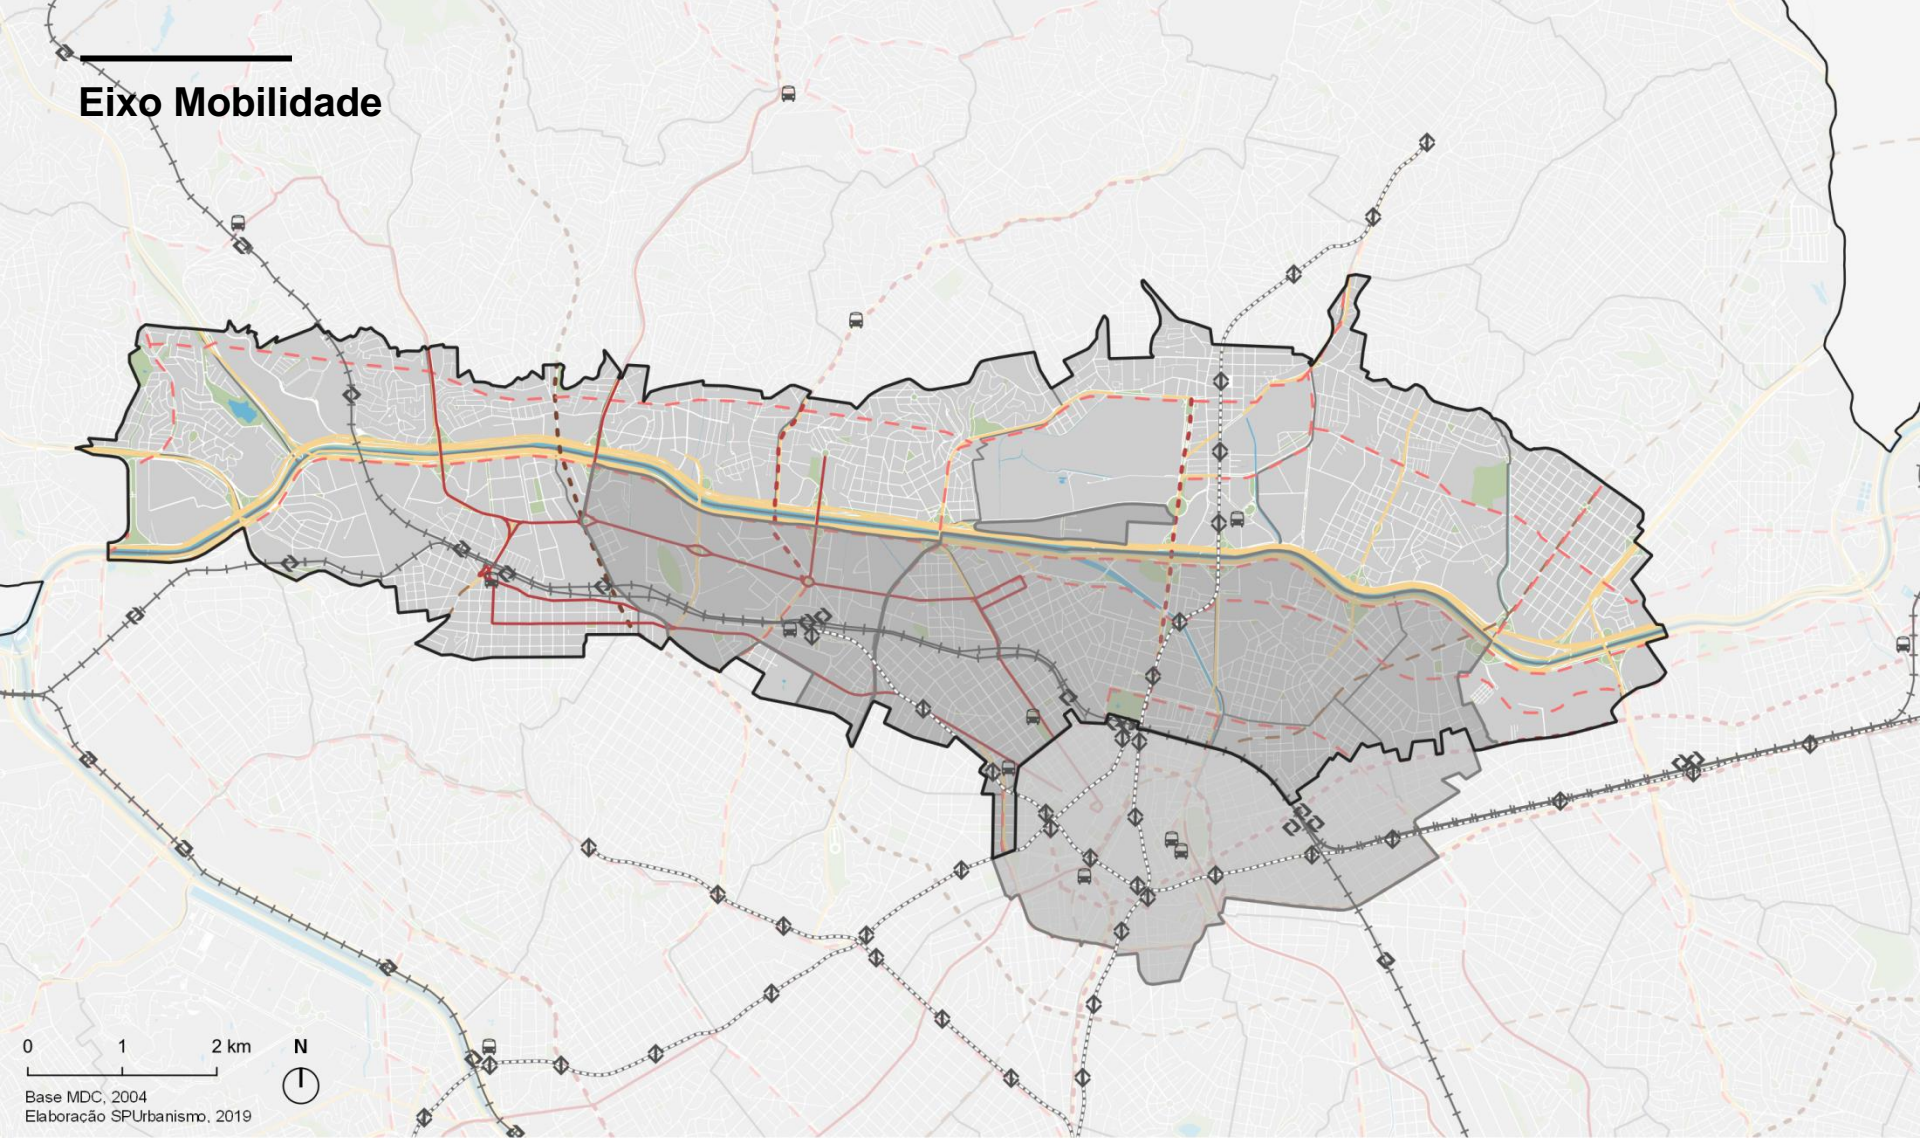 Eixo Mobilidade
0 1 2 km N
Base MDC, 2004
Elaboração SPUrbanismo, 2019